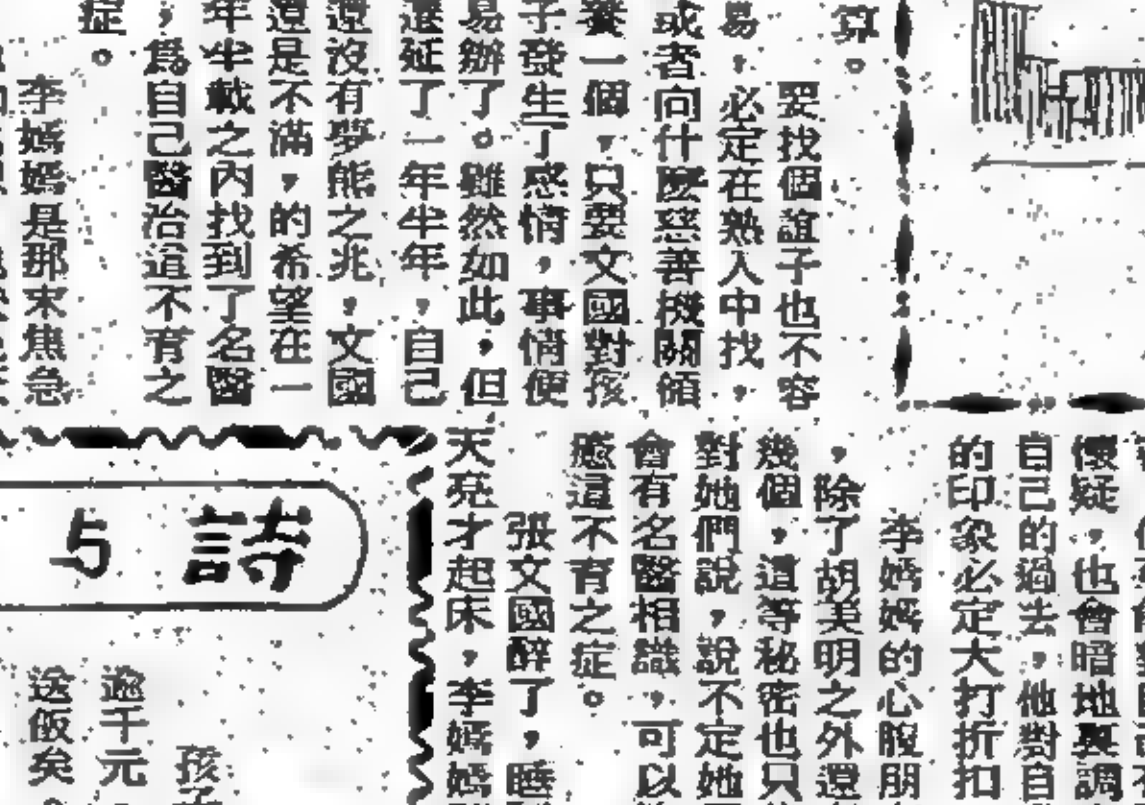 算。
要找個誼子也不容
易，必定在熟入中找，
或者向什麽慈善機關領
養一個，只要文國對孩
子發生了感情，事情便
易辦了。雖然如此，但
遲延了一年半年，自己
還沒有夢熊之兆，文國
還是不滿，的希望在一
年半載之內找到了名醫
，爲自己醫治這不育之
症。
李媽媽是那末焦急
懷疑，也會暗地裏調
自己的過去，他對自
的印象必定大打折扣
李媽媽的心腹朋
，除了胡美明之外還
幾個，這等秘密也只
對她們說，說不定她
會有名醫相識，可以
癒這不育之症。
張文國醉了，睡
天亮才起床，李媽媽
詩 与
孩子
邀千元
送飯矣。